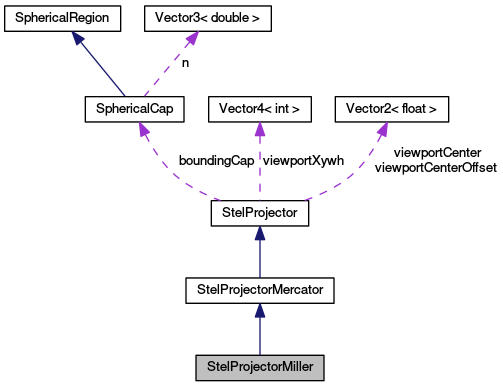 SphericalRegion
Vector3< double >
n
SphericalCap
Vector4< int >
Vector2< float >
boundingCap
viewportXywh
viewportCenter
viewportCenterOffset
StelProjector
StelProjectorMercator
StelProjectorMiller